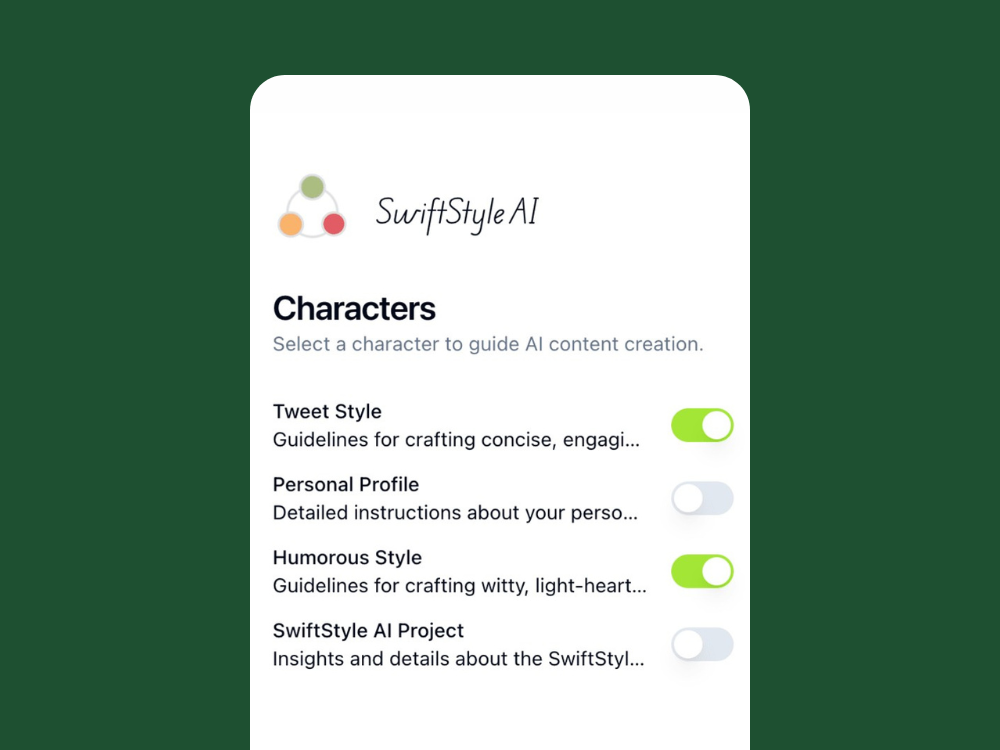 SwiftStyle AI
Characters
Select a character to guide AI content creation.
Tweet Style
Guidelines for crafting concise, engagi...
Personal Profile
Detailed instructions about your perso...
Humorous Style
Guidelines for crafting witty, light-heart...
SwiftStyle AI Project
Insights and details about the SwiftStyl...